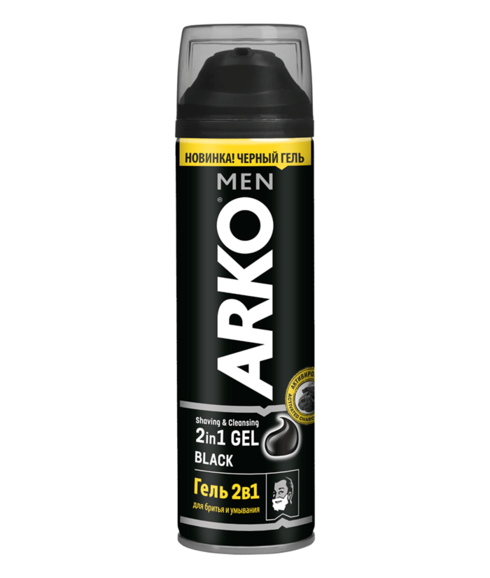 НОВИНКА! ЧЕРНЫЙ ГЕЛЬ
MEN
ARKO
®
Shaving & Cleansing
2in1 GEL
BLACK
Гель 2в1
для бритья и умывания